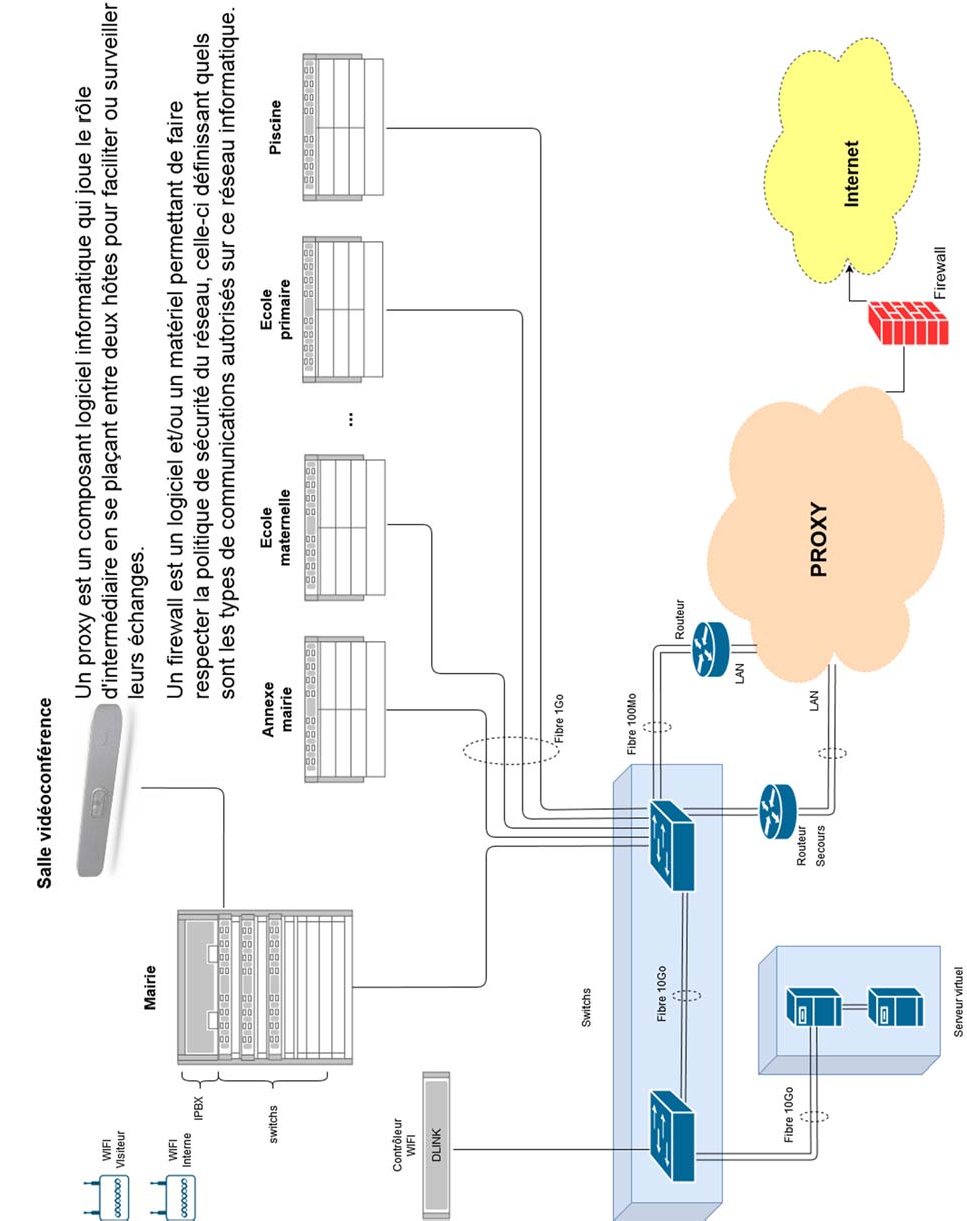 Salle vidéoconférence
Un proxy est un composant logiciel informatique qui joue le rôle
d'intermédiaire en se plaçant entre deux hôtes pour faciliter ou surveiller
leurs échanges.
Un firewall est un logiciel et/ou un matériel permettant de faire
respecter la politique de sécurité du réseau, celle-ci définissant quels
sont les types de communications autorisés sur ce réseau informatique.
WIFI
VIsiteur
WIFI
Interne
Mairie
IPBX
switchs
Annexe
mairie
Ecole
maternelle
...
Ecole
primaire
Piscine
Contrôleur
WIFI
DLINK
Fibre 1Go
Switchs
Fibre 10Go
Fibre 100Mo
Routeur
LAN
Fibre 10Go
Routeur
Secours
LAN
PROXY
Internet
Firewall
Serveur virtuel